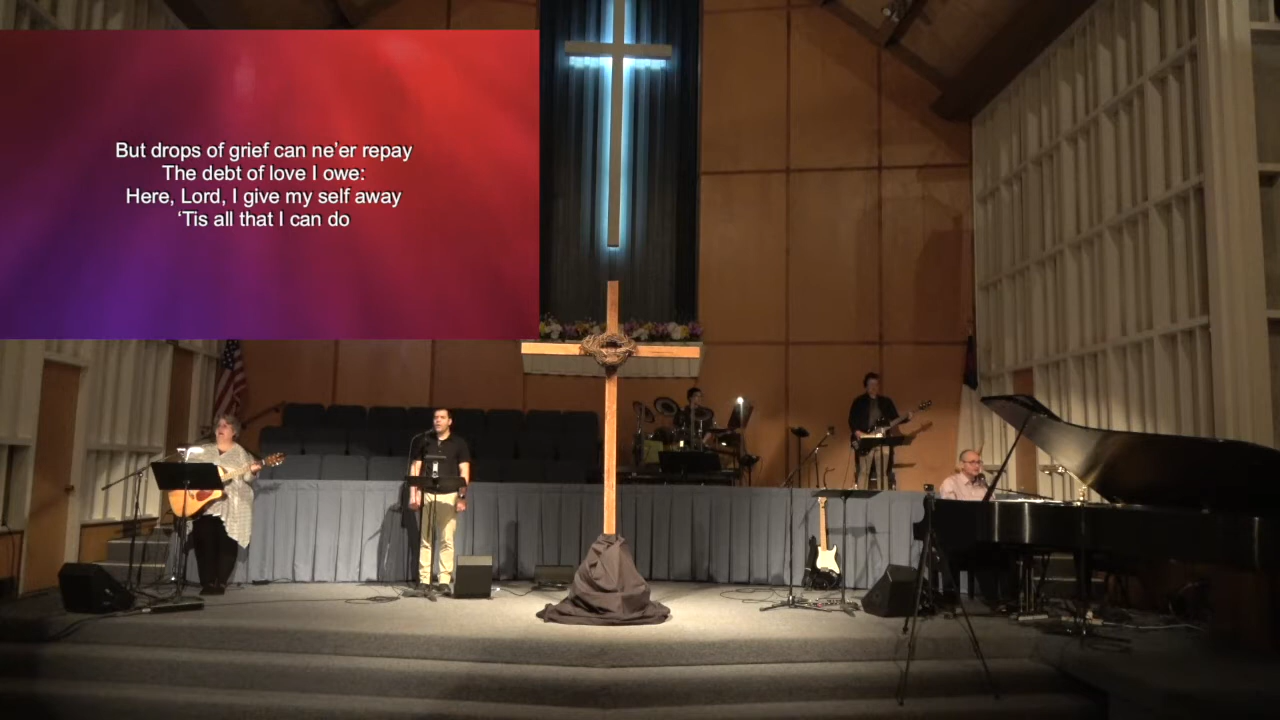 But drops of grief can ne’er repay
The debt of love I owe:
Here, Lord, I give my self away
‘Tis all that I can do